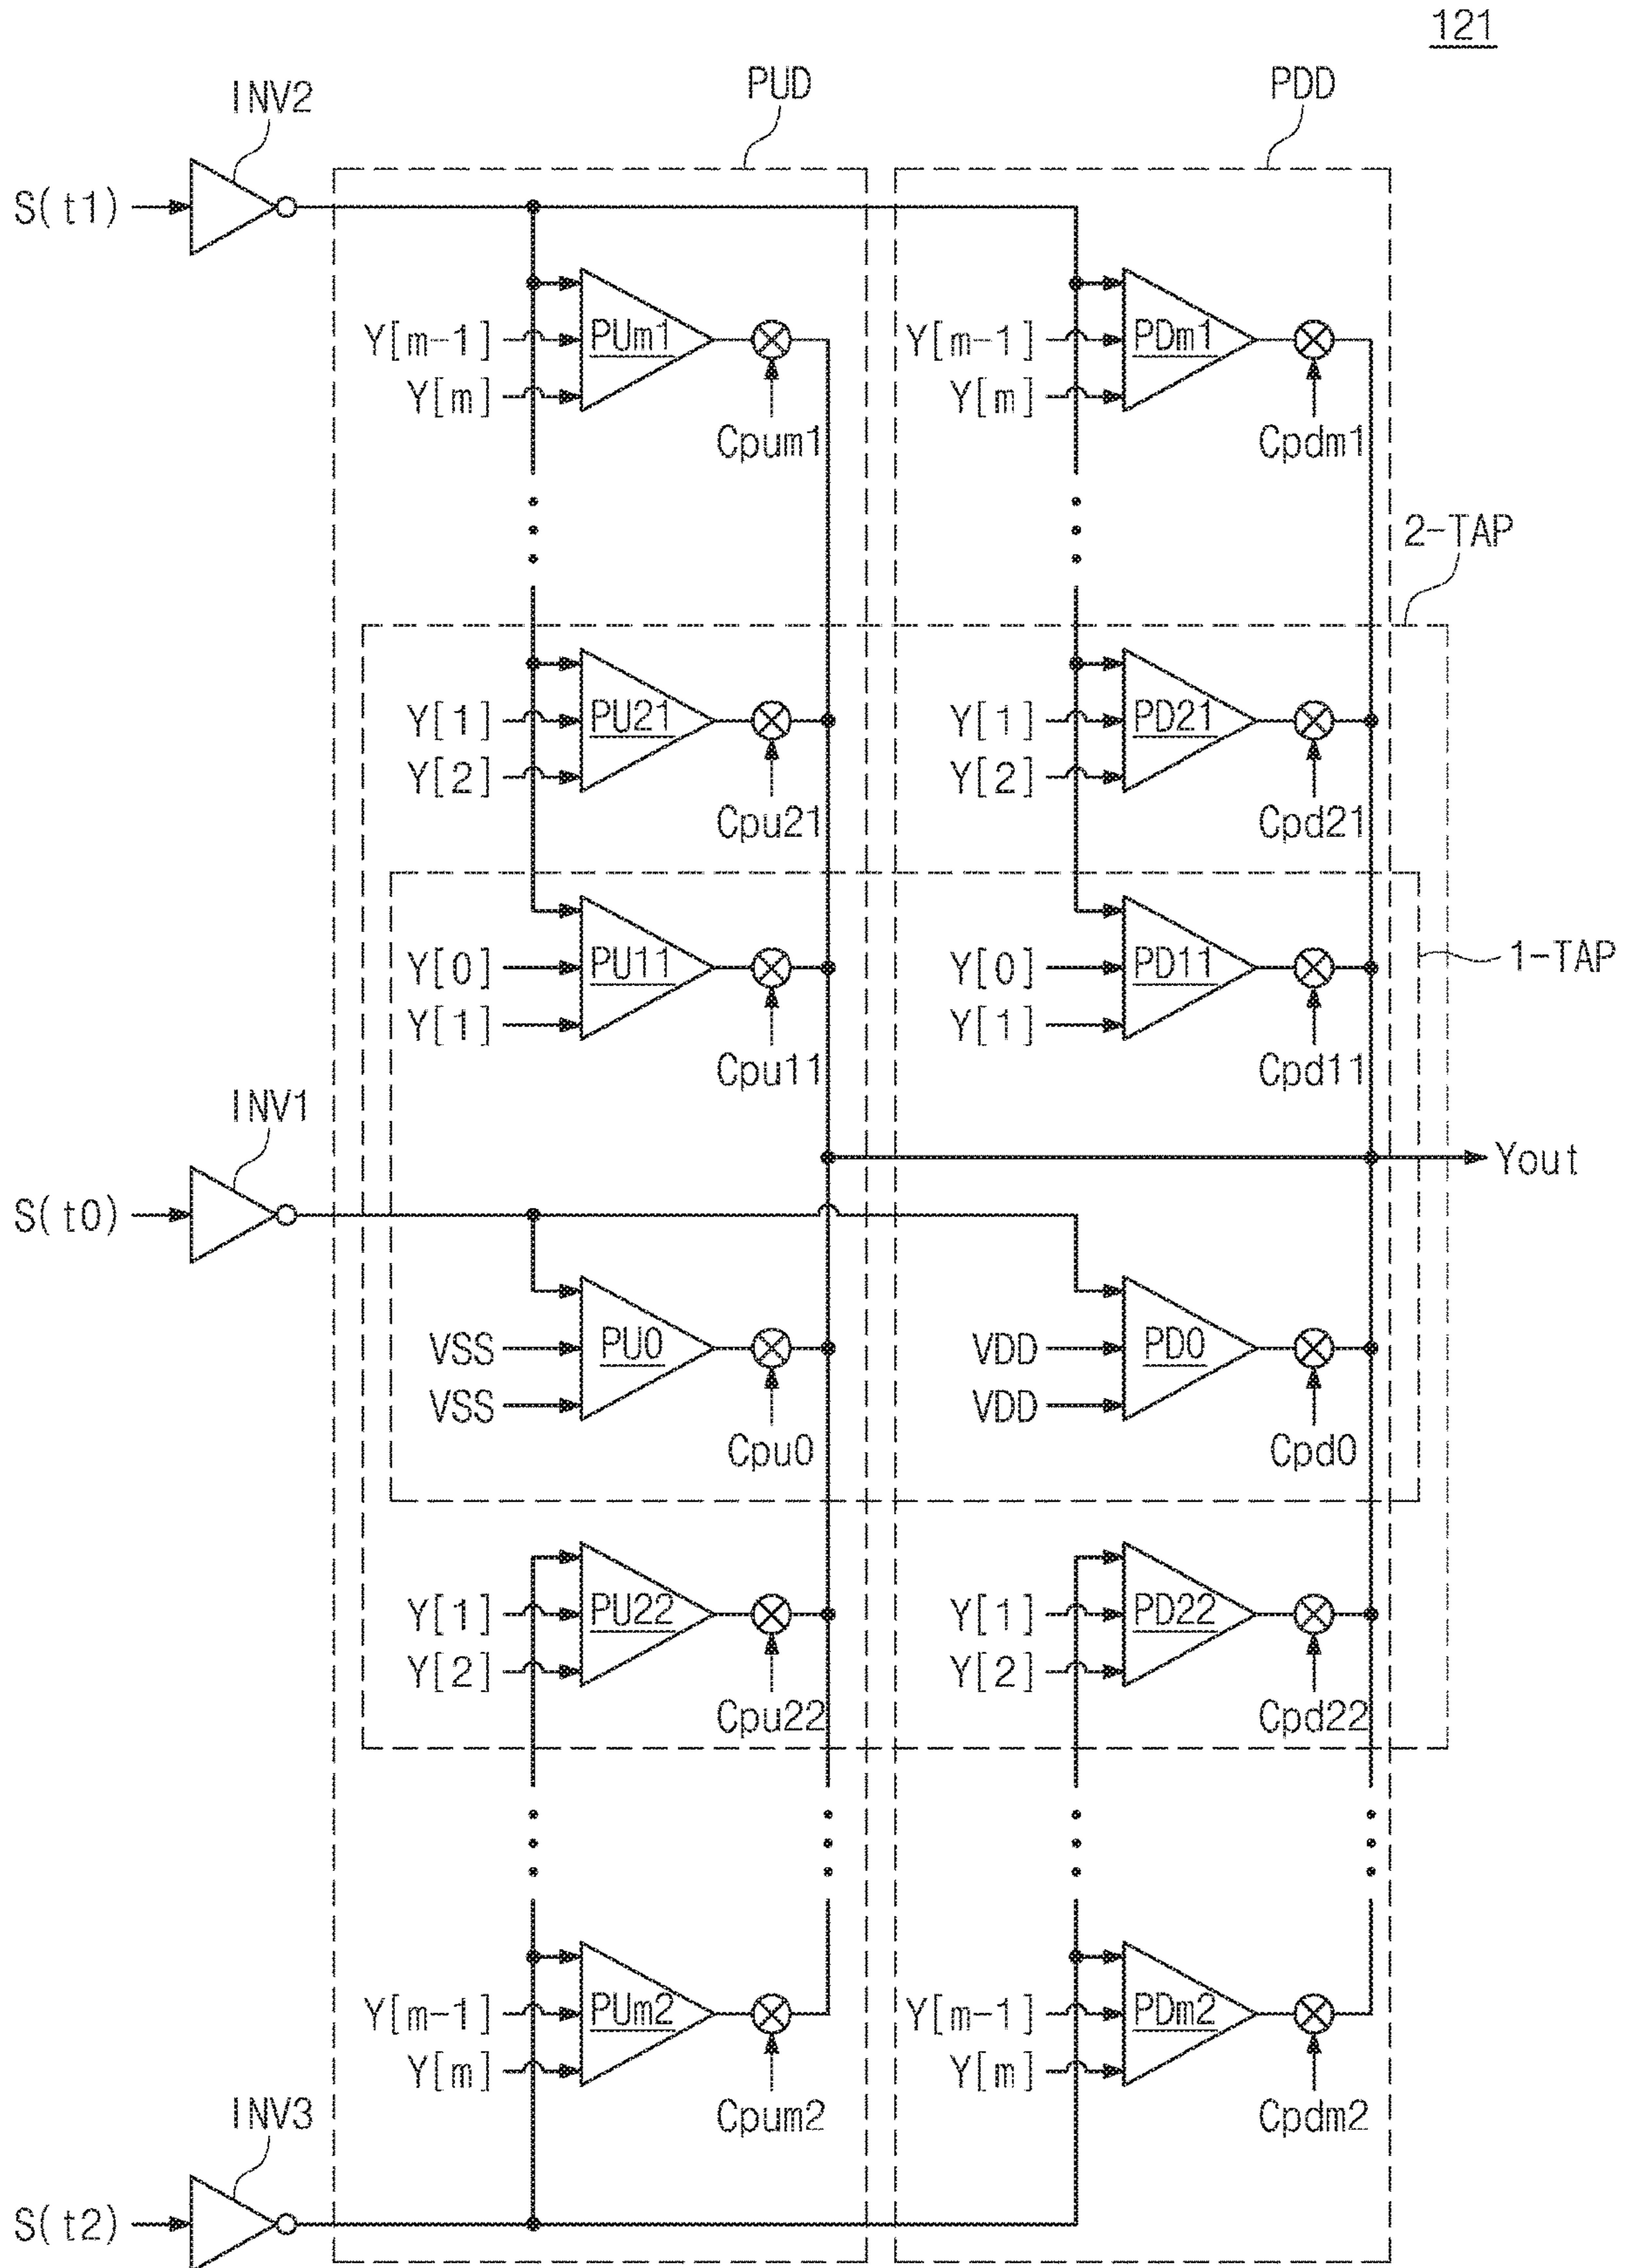 121
INV2 PUD PDD
S(t1)
Y[m-1] PUm1 Y[m-1] PDm1
Y[m] Y[m]
Cpum1 Cpdm1
2-TAP
Y[1] PU21 Y[1] PD21
Y[2] Y[2]
Cpu21 Cpd21
Y[0] PU11 Y[0] PD11 1-TAP
Y[1] Y[1]
Cpu11 Cpd11
INV1
Yout
S(t0)
VSS PU0 VDD PD0
VSS VDD
Cpu0 Cpd0
Y[1] PU22 Y[1] PD22
Y[2] Y[2]
Cpu22 Cpd22
Y[m-1] PUm2 Y[m-1] PDm2
Y[m] Y[m]
INV3 Cpum2 Cpdm2
S(t2)